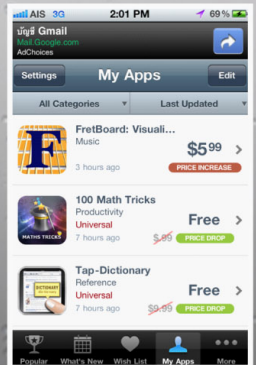 AIS 3G 2:01 PM 69%
บัญชี Gmail
Mail.Google.com
AdChoices
Settings My Apps Edit
All Categories Last Updated
FretBoard: Visuali...
Music
$5.99
3 hours ago PRICE INCREASE
100 Math Tricks
Productivity
Universal
Free
7 hours ago $.99 PRICE DROP
MATH TRICKS
Tap-Dictionary
Reference
Universal
Free
7 hours ago $9.99 PRICE DROP
DICTIONARY
Popular What's New Wish List My Apps More